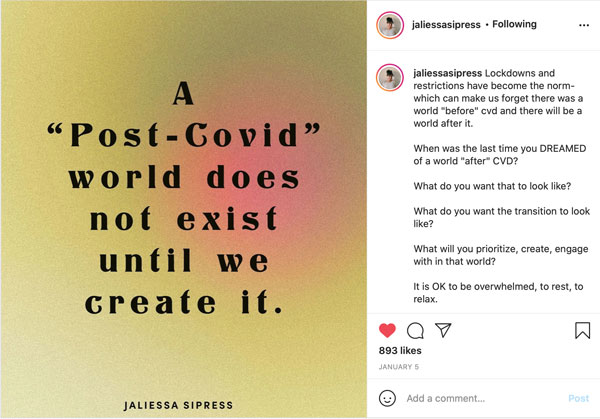 A
“Post-Covid”
world does
not exist
until we
create it.
JALIESSA SIPRESS
jaliessasipress • Following
jaliessasipress Lockdowns and
restrictions have become the norm-
which can make us forget there was a
world "before" cvd and there will be a
world after it.
When was the last time you DREAMED
of a world "after" CVD?
What do you want that to look like?
What do you want the transition to look
like?
What will you prioritize, create, engage
with in that world?
It is OK to be overwhelmed, to rest, to
relax.
893 likes
JANUARY 5
Add a comment...
Post